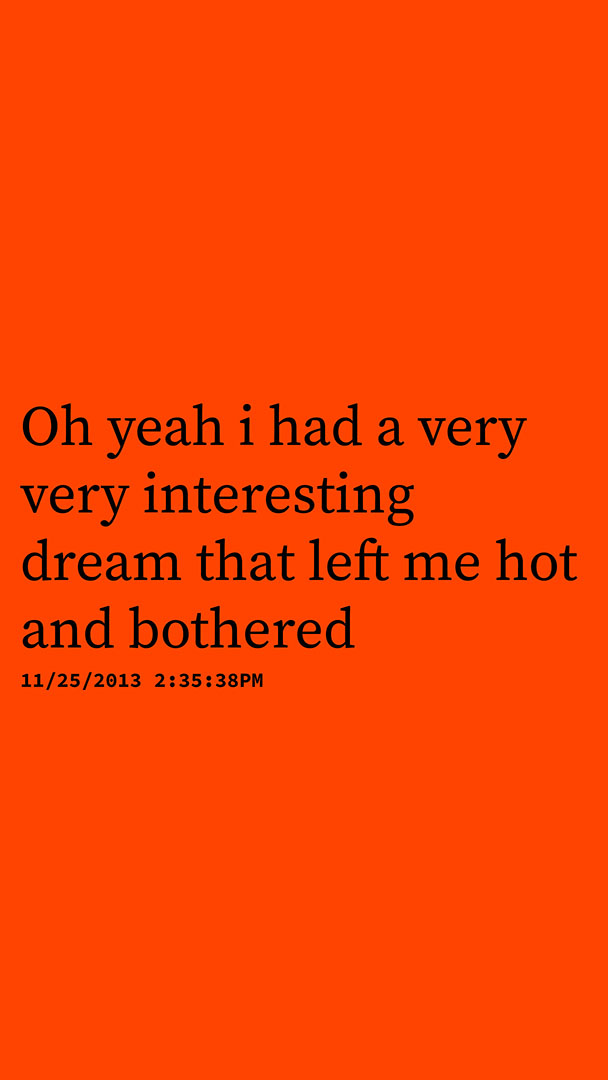 Oh yeah i had a very
very interesting
dream that left me hot
and bothered
11/25/2013 2:35:38PM